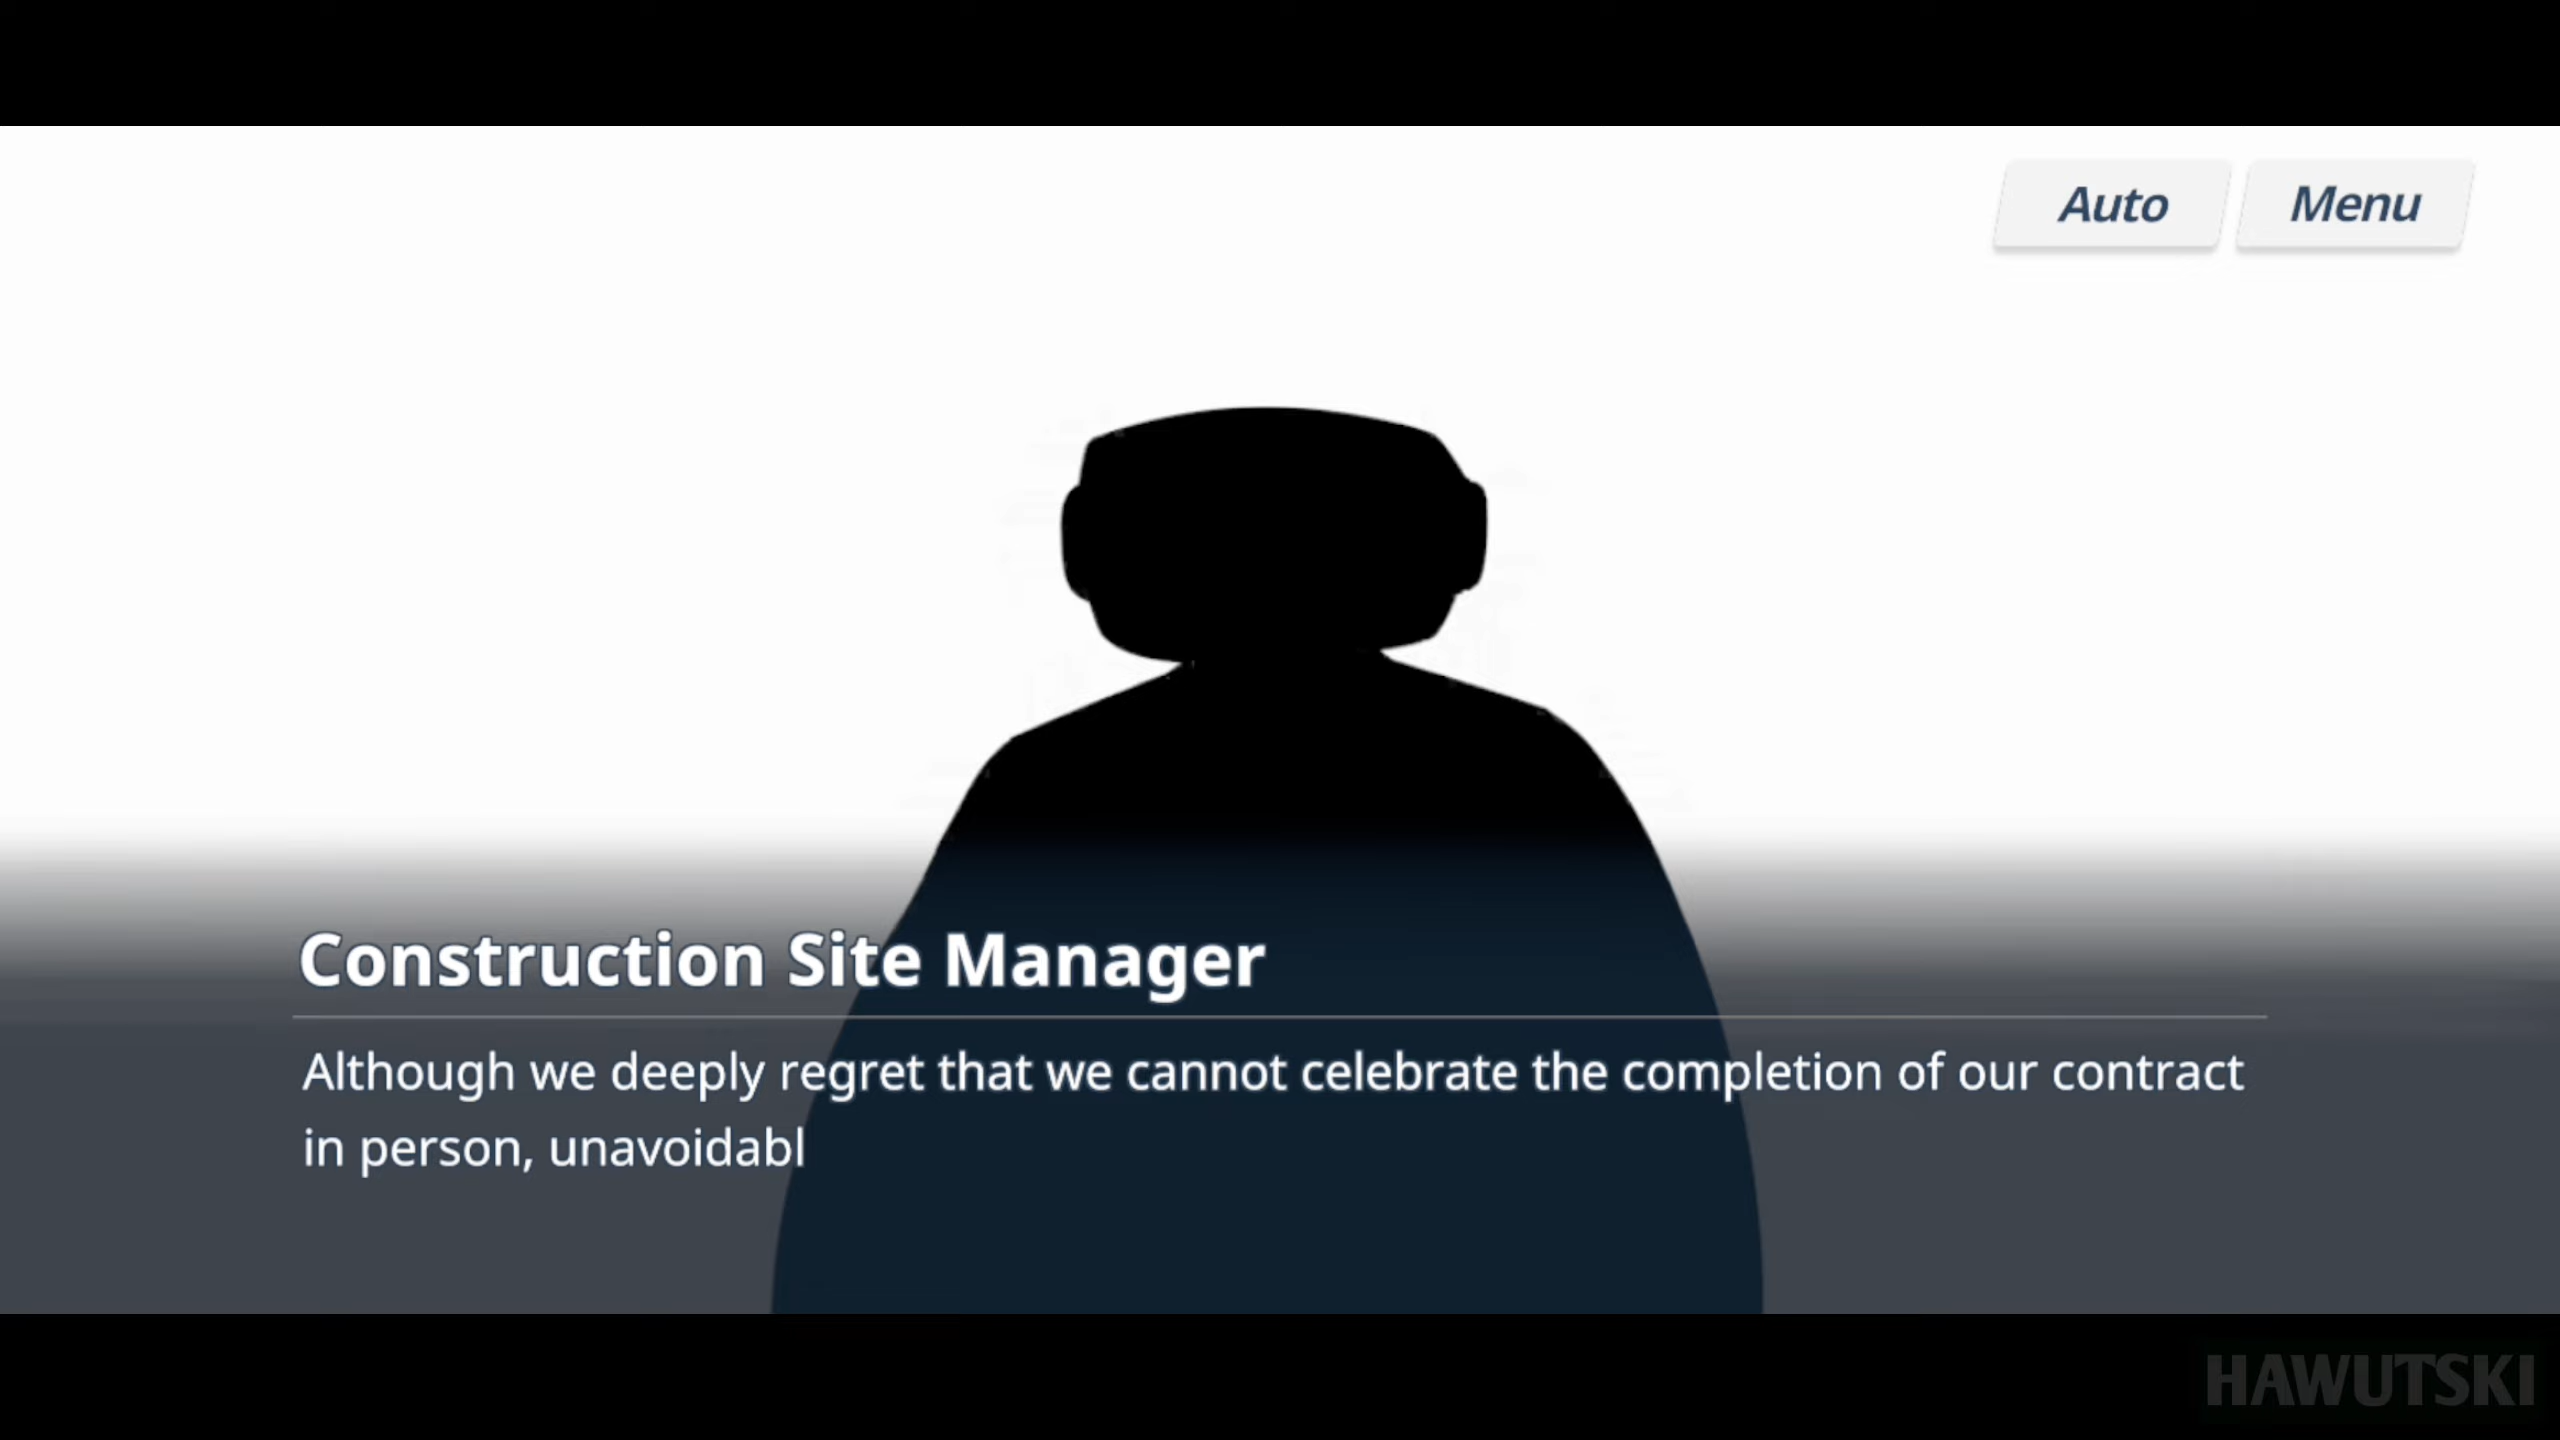 Auto
Menu
Construction Site Manager
Although we deeply regret that we cannot celebrate the completion of our contract
in person, unavoidabl
HAWUTSKI